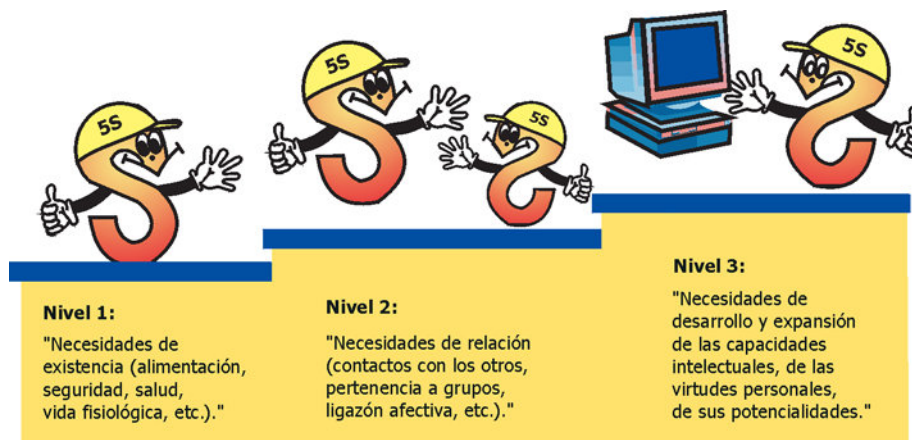 5S
5S
5S
5S
Nivel 1:
"Necesidades de
existencia (alimentación,
seguridad, salud,
vida fisiológica, etc.)."
Nivel 2:
"Necesidades de relación
(contactos con los otros,
pertenencia a grupos,
ligazón afectiva, etc.)."
Nivel 3:
"Necesidades de
desarrollo y expansión
de las capacidades
intelectuales, de las
virtudes personales,
de sus potencialidades."